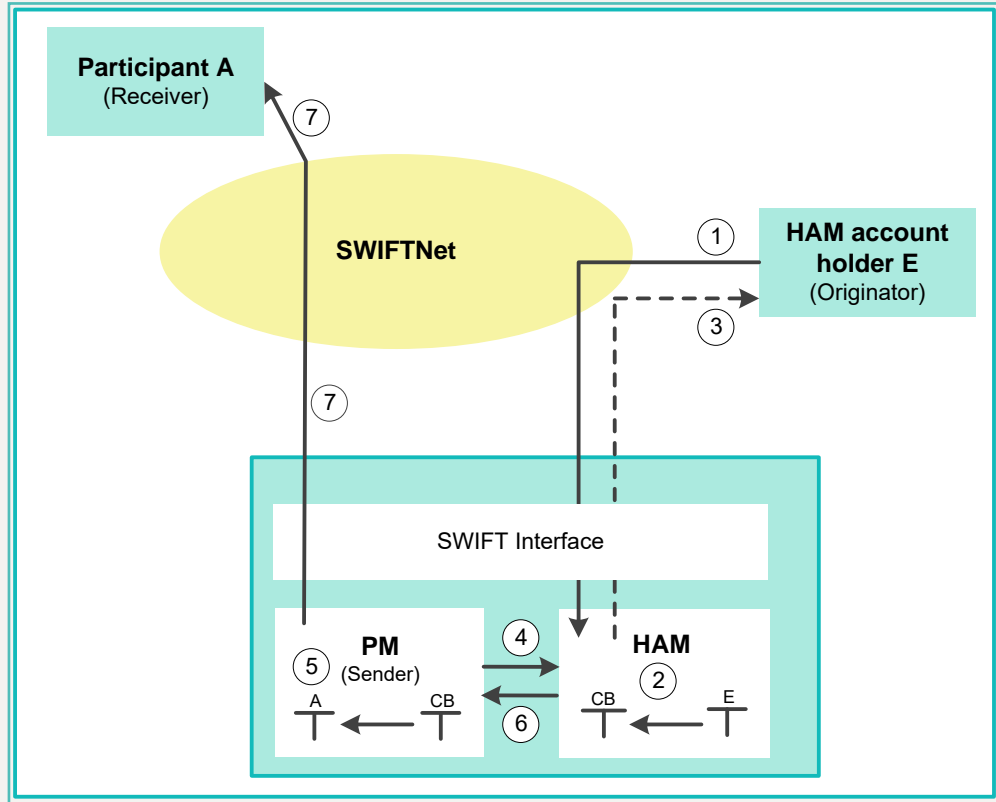 Participant A
(Receiver)
7
SWIFTNet
1
HAM account
holder E
(Originator)
3
7
SWIFT Interface
PM
(Sender)
5
A
CB
4
6
HAM
2
CB
E